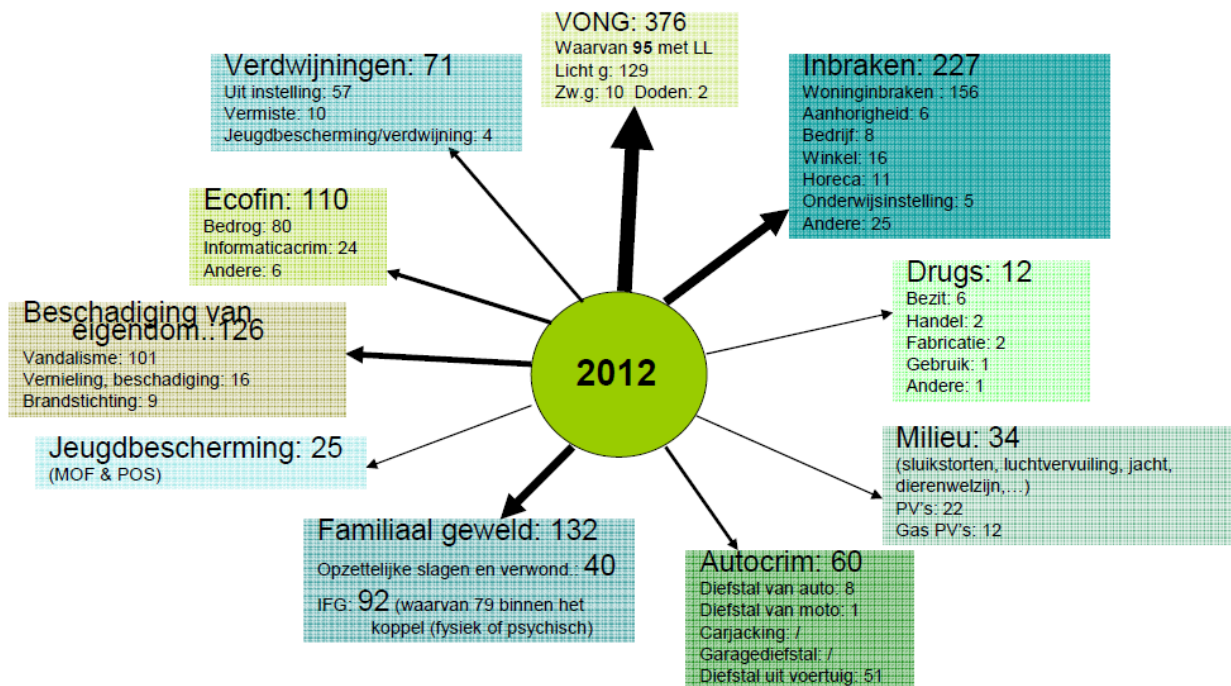 VONG: 376
Waarvan 95 met LL
Licht g: 129
Zw.g: 10 Doden: 2
Verdwijningen: 71
Uit instelling: 57
Vermiste: 10
Jeugdbescherming/verdwijning: 4
Inbraken: 227
Woninginbraken : 156
Aanhorigheid: 6
Bedrijf: 8
Winkel: 16
Horeca: 11
Onderwijsinstelling: 5
Andere: 25
Ecofin: 110
Bedrog: 80
Informaticacrim: 24
Andere: 6
Drugs: 12
Bezit: 6
Handel: 2
Fabricatie: 2
Gebruik: 1
Andere: 1
Beschadiging van
eigendom..126
Vandalisme: 101
Vernieling, beschadiging: 16
Brandstichting: 9
2012
Jeugdbescherming: 25
(MOF & POS)
Milieu: 34
(sluikstorten, luchtvervuiling, jacht,
dierenwelzijn,…)
PV's: 22
Gas PV's: 12
Familiaal geweld: 132
Opzettelijke slagen en verwond.: 40
IFG: 92 (waarvan 79 binnen het
koppel (fysiek of psychisch)
Autocrim: 60
Diefstal van auto: 8
Diefstal van moto: 1
Carjacking: /
Garagediefstal: /
Diefstal uit voertuig: 51